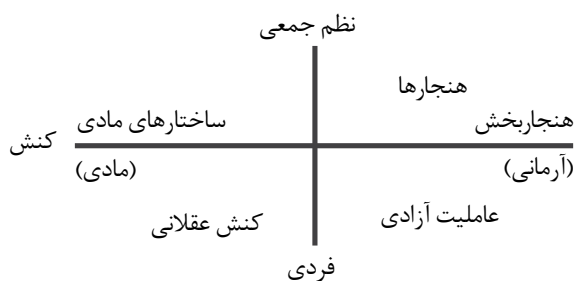 نظم جمعی
هنجارها
هنجاربخش
ساختارهای مادی
کنش
(آرمانی)
(مادی)
عاملیت آزادی
کنش عقلانی
فردی